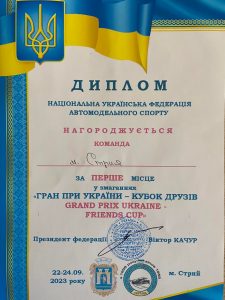 ДИПЛОМ
НАЦІОНАЛЬНА УКРАЇНСЬКА ФЕДЕРАЦІЯ
АВТОМОДЕЛЬНОГО СПОРТУ
НАГОРОДЖУЄТЬСЯ
КОМАНДА
м. Стрия
ЗА ПЕРШЕ МІСЦЕ
у змаганнях
«ГРАН ПРИ УКРАЇНИ – КУБОК ДРУЗІВ
GRAND PRIX UKRAINE -
FRIENDS CUP»
Президент федерації Віктор КАЧУР
22-24.09.
2023 року
м. Стрий